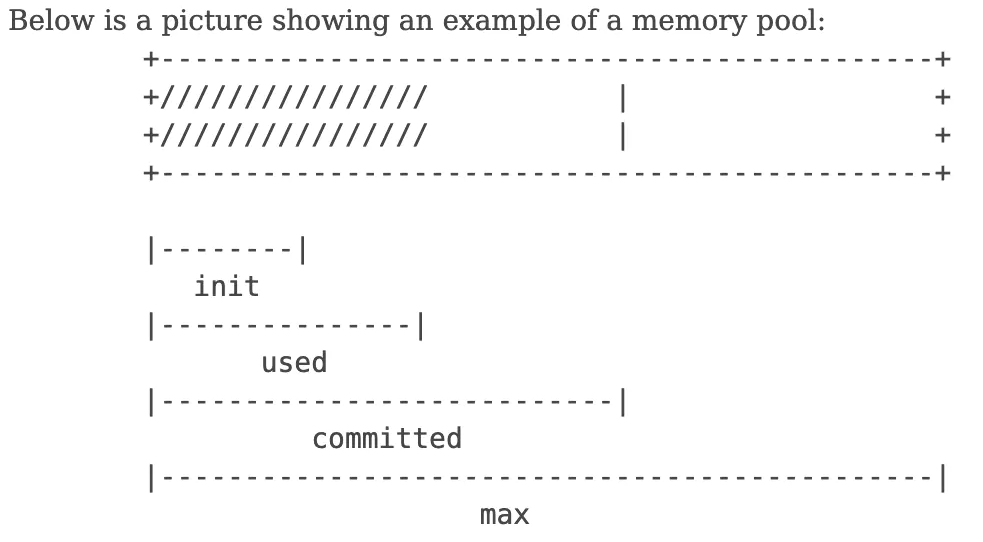 Below is a picture showing an example of a memory pool:
+----------------------------------------------+
+////////////////           |                  +
+////////////////           |                  +
+----------------------------------------------+
|--------|
init
|---------------|
used
|---------------------------|
committed
|----------------------------------------------|
max